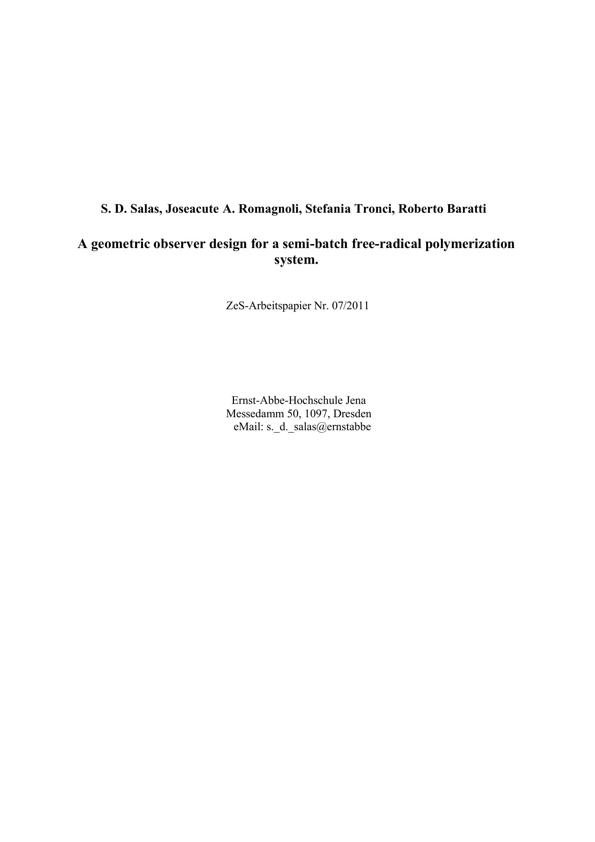 S. D. Salas, Joseacute A. Romagnoli, Stefania Tronci, Roberto Baratti
A geometric observer design for a semi-batch free-radical polymerization
system.
ZeS-Arbeitspapier Nr. 07/2011
Ernst-Abbe-Hochschule Jena
Messedamm 50, 1097, Dresden
eMail: s._d._salas@ernstabbe